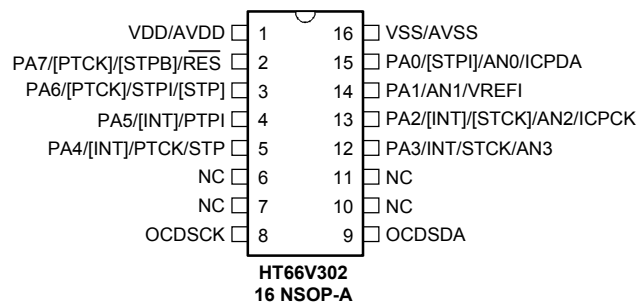 VDD/AVDD 1 16 VSS/AVSS
PA7/[PTCK]/[STPB]/RES 2 15 PA0/[STPI]/AN0/ICPDA
PA6/[PTCK]/STPI/[STP] 3 14 PA1/AN1/VREFI
PA5/[INT]/PTPI 4 13 PA2/[INT]/[STCK]/AN2/ICPCK
PA4/[INT]/PTCK/STP 5 12 PA3/INT/STCK/AN3
NC 6 11 NC
NC 7 10 NC
OCDSCK 8 9 OCDSDA
HT66V302
16 NSOP-A